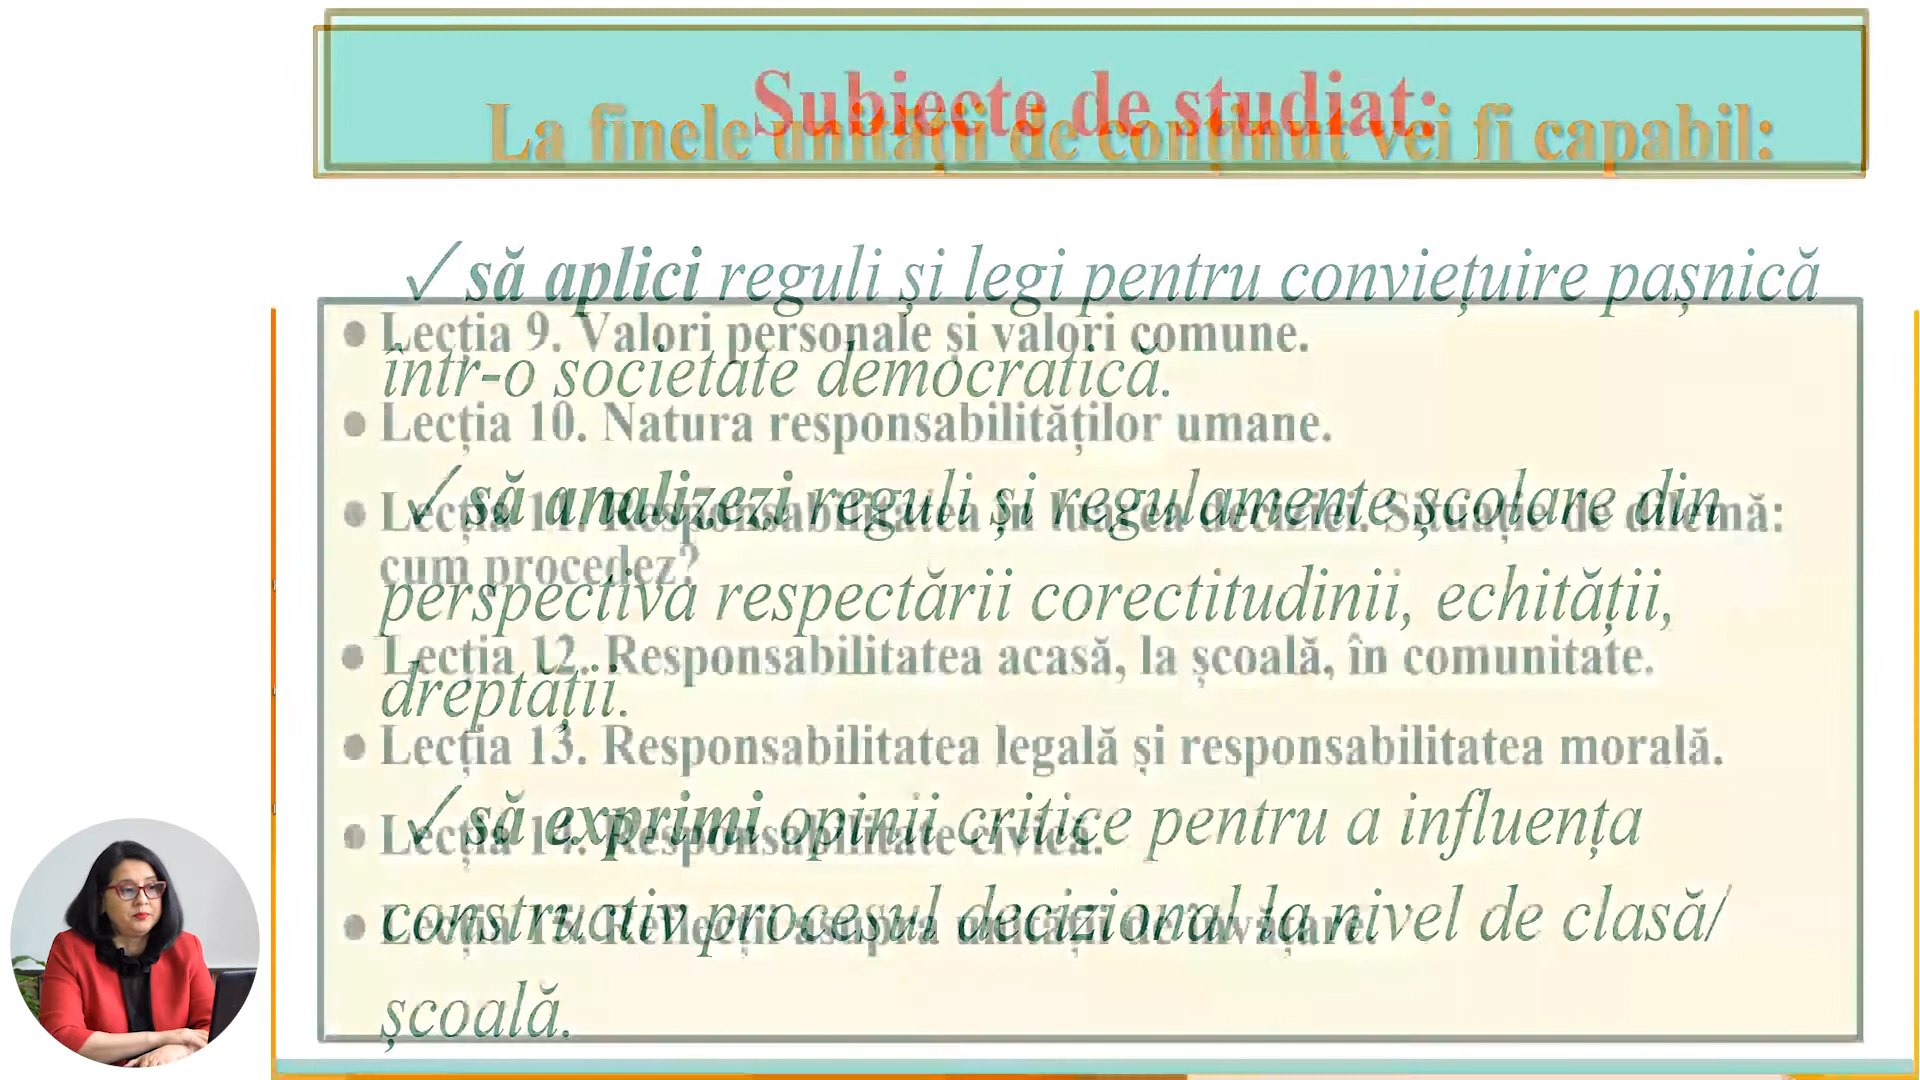 Subiecte de studiat:
La finele unității de conținut vei fi capabil:
✓ să aplici reguli și legi pentru conviețuire pașnică
într-o societate democratică.
✓ să analizezi reguli și regulamente școlare din
perspectiva respectării corectitudinii, echității,
dreptății.
✓ să exprimi opinii critice pentru a influența
constructiv procesul decizional la nivel de clasă/
școală.
• Lecția 9. Valori personale și valori comune.
• Lecția 10. Natura responsabilităților umane.
• Lecția 11. Responsabilitatea în luarea deciziei. Situație de dilemă:
cum procedez?
• Lecția 12. Responsabilitatea acasă, la școală, în comunitate.
• Lecția 13. Responsabilitatea legală și responsabilitatea morală.
• Lecția 14. Responsabilitate civică.
• Lecția 15. Reflecții asupra unității de învățare.